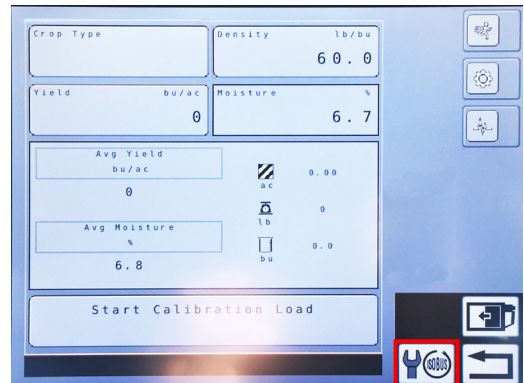 Crop Type
Density lb/bu
60.0
Yield bu/ac
0
Moisture %
6.7
Avg Yield
bu/ac
0
ac 0.00
lb 0
bu 0.0
Avg Moisture
%
6.8
Start Calibration Load
ISOBUS